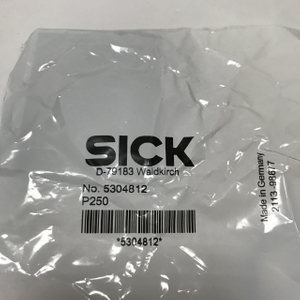 SICK
D-79183 Waldkirch
No. 5304812
P250
*5304812*
Made in Germany